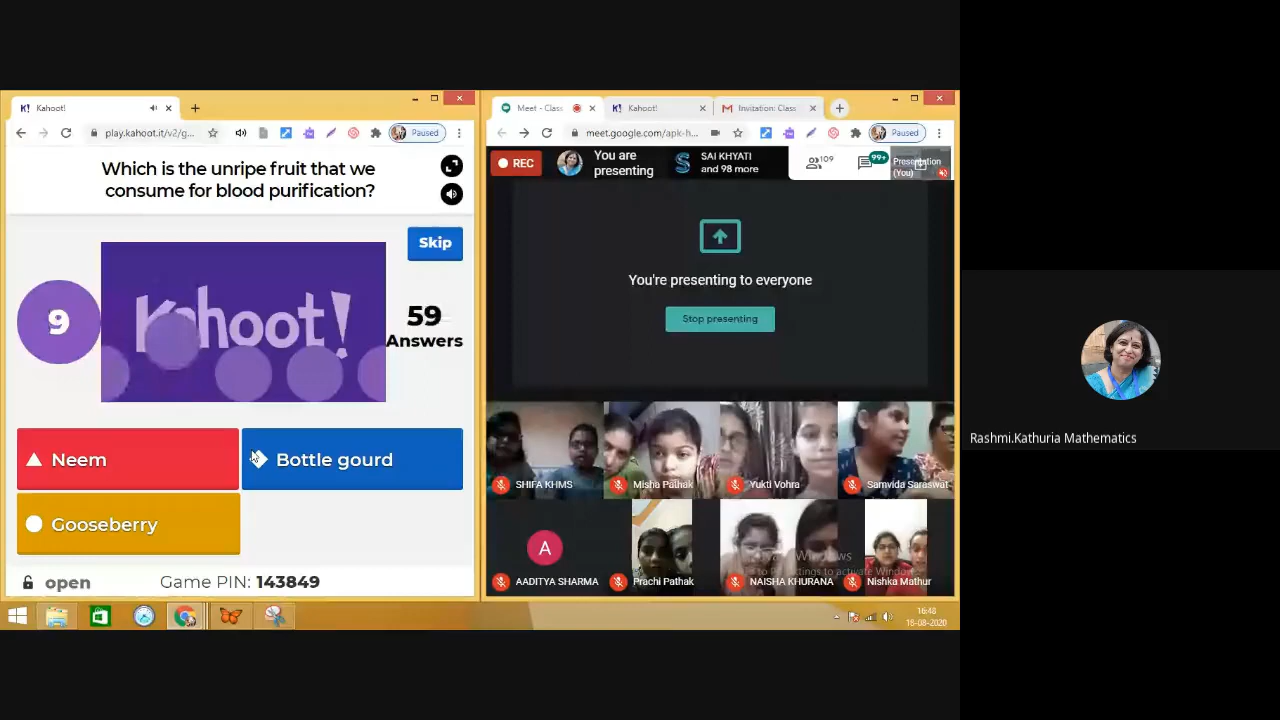 Kahoot!
play.kahoot.it/v2/g...
Paused
Which is the unripe fruit that we
consume for blood purification?
Skip
9
Kahoot!
59
Answers
Neem
Bottle gourd
Gooseberry
open
Game PIN: 143849
Meet - Class
Kahoot!
Invitation: Class
meet.google.com/apk-h...
Paused
REC
You are
presenting
SAI KHYATI
and 98 more
109
99+
Presentation
(You)
You're presenting to everyone
Stop presenting
SHIFA KHMS
Misha Pathak
Yukti Vohra
Samvida Saraswat
A
AADITYA SHARMA
Prachi Pathak
NAISHA KHURANA
Nishka Mathur
16:48
16-08-2020
Rashmi.Kathuria Mathematics